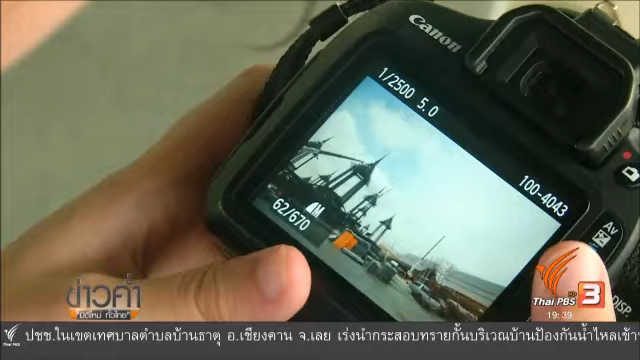 Canon
1/2500 5.0
100-4043
62/670
M
Av
DISP.
ข่าวค่ำ
"มิติใหม่ ทั่วไทย"
Thai PBS HD 3
19:39
ปชช.ในเขตเทศบาลตำบลบ้านธาตุ อ.เชียงคาน จ.เลย เร่งนำกระสอบทรายกั้นบริเวณบ้านป้องกันน้ำไหลเข้า